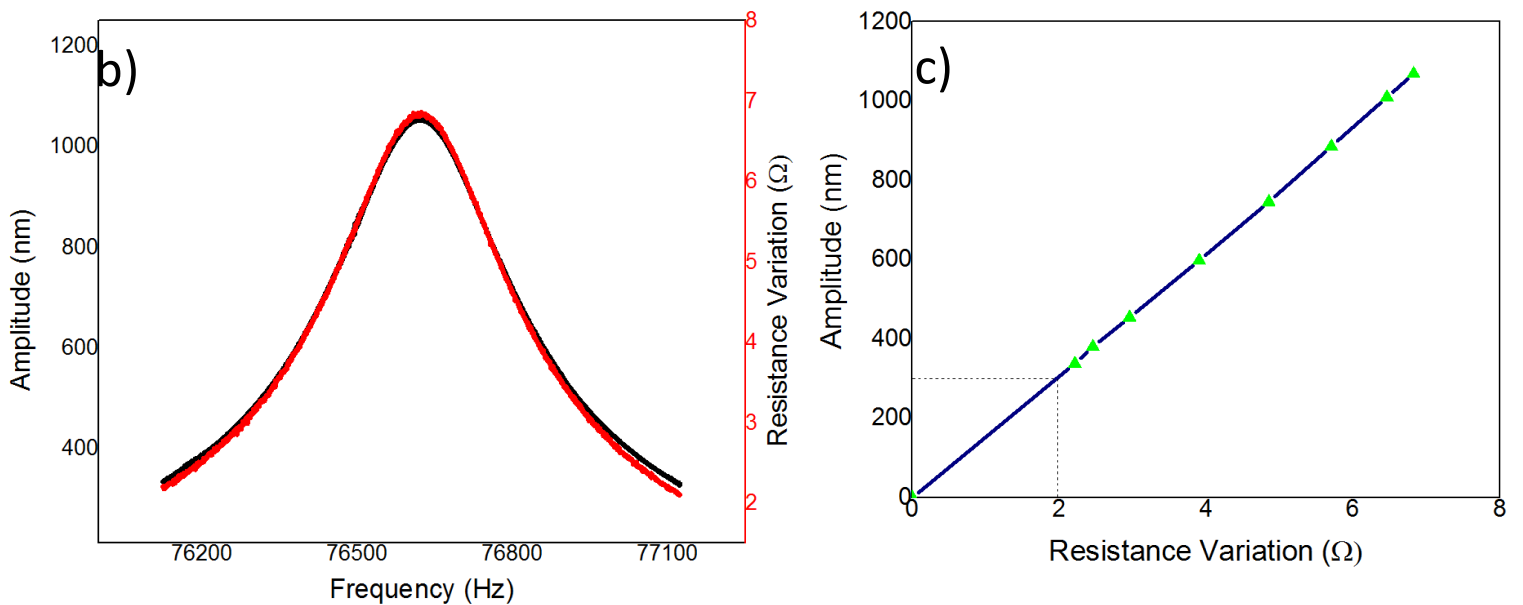 b)
1200
1000
800
600
400
Amplitude (nm)
76200 76500 76800 77100
Frequency (Hz)
8
7
6
5
4
3
2
Resistance Variation (Ω)
c)
1200
1000
800
600
400
200
0
Amplitude (nm)
0 2 4 6 8
Resistance Variation (Ω)